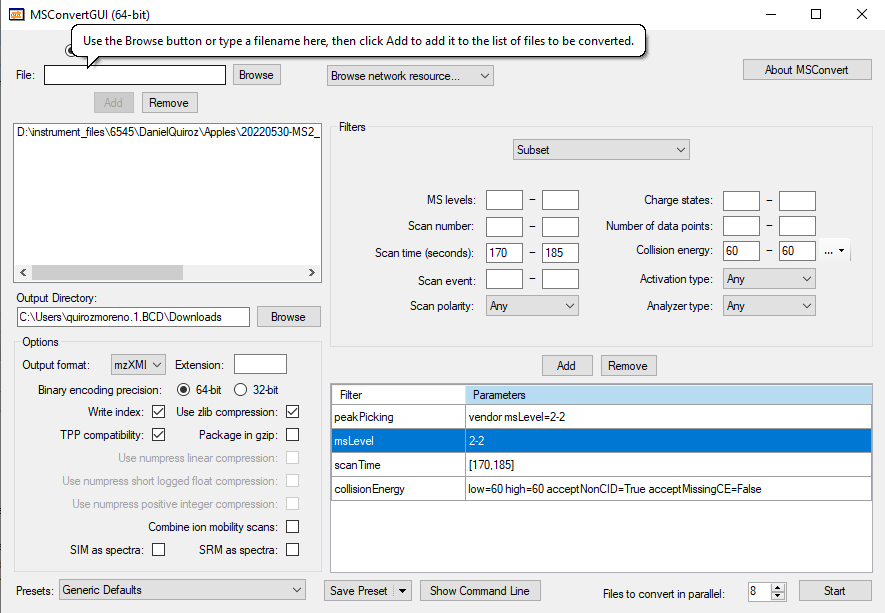 MSConvertGUI (64-bit)
Use the Browse button or type a filename here, then click Add to add it to the list of files to be converted.
File:
Browse
Browse network resource...
About MSConvert
Add
Remove
D:\instrument_files\6545\DanielQuiroz\Apples\20220530-MS2_
Filters
Subset
MS levels:
–
Charge states:
–
Scan number:
–
Number of data points:
–
Scan time (seconds):
170
–
185
Collision energy:
60
–
60
...
Scan event:
–
Activation type:
Any
Scan polarity:
Any
Analyzer type:
Any
Output Directory:
C:\Users\quirozmoreno.1.BCD\Downloads
Browse
Options
Output format:
mzXMl
Extension:
Binary encoding precision:
64-bit
32-bit
Write index:
Use zlib compression:
TPP compatibility:
Package in gzip:
Use numpress linear compression:
Use numpress short logged float compression:
Use numpress positive integer compression:
Combine ion mobility scans:
SIM as spectra:
SRM as spectra:
Add
Remove
Filter
Parameters
peakPicking
vendor msLevel=2-2
msLevel
2-2
scanTime
[170,185]
collisionEnergy
low=60 high=60 acceptNonCID=True acceptMissingCE=False
Presets:
Generic Defaults
Save Preset
Show Command Line
Files to convert in parallel:
8
Start